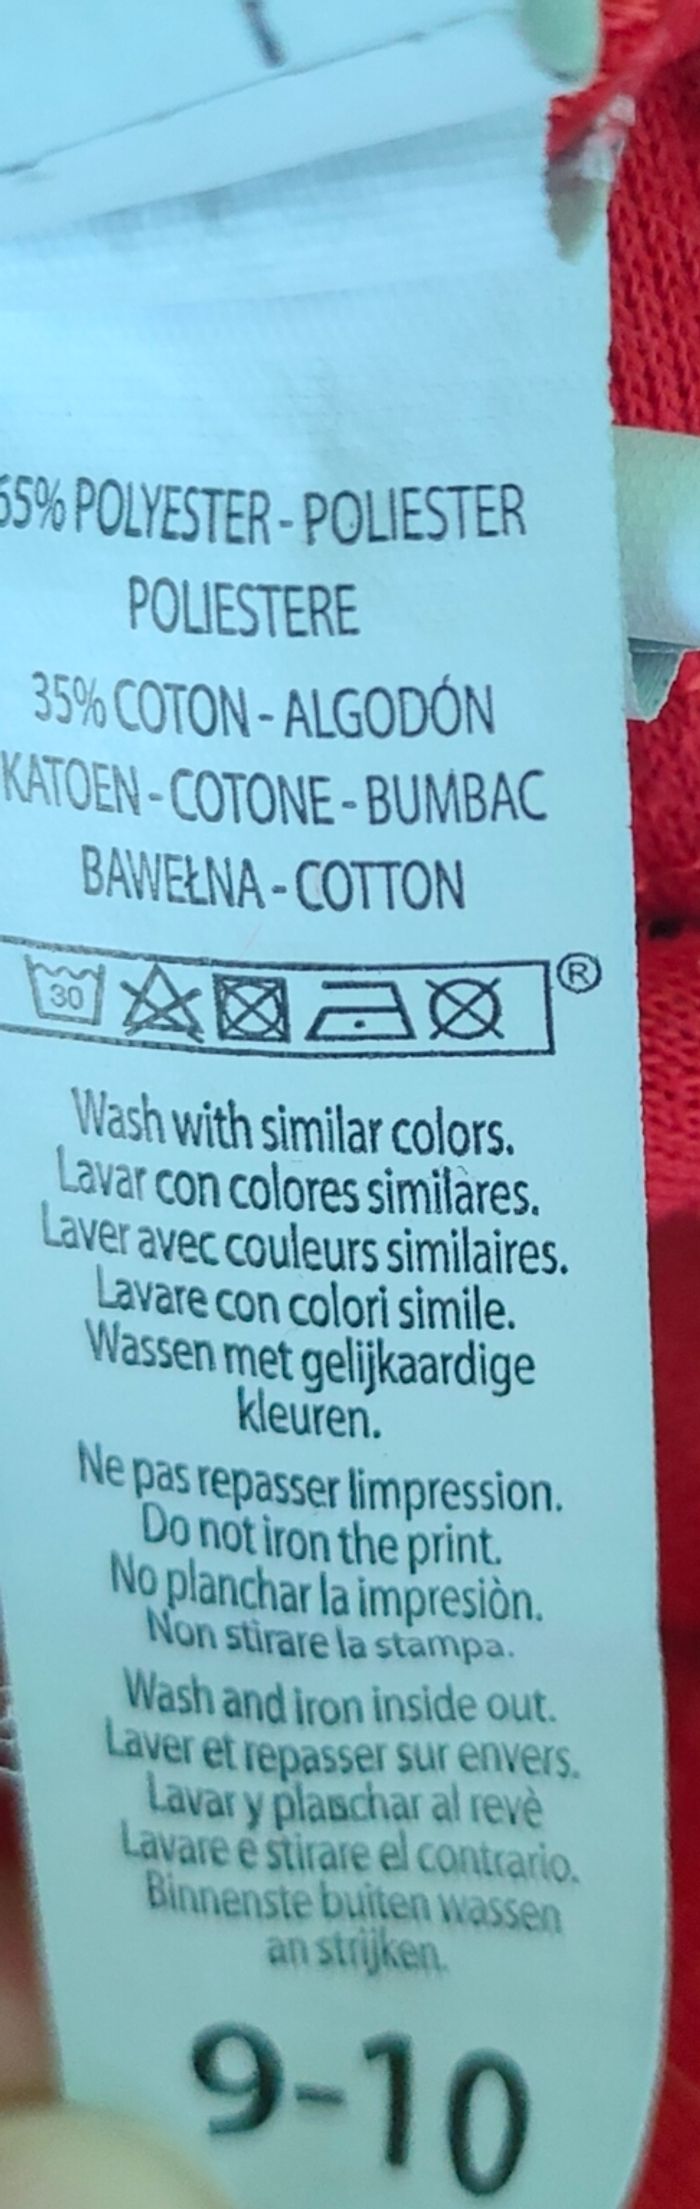 65% POLYESTER - POLIESTER
POLIESTERE
35% COTON - ALGODÓN
KATOEN - COTONE - BUMBAC
BAWEŁNA - COTTON
30 ®
Wash with similar colors.
Lavar con colores similàres.
Laver avec couleurs similaires.
Lavare con colori simile.
Wassen met gelijkaardige
kleuren.
Ne pas repasser limpression.
Do not iron the print.
No planchar la impresiòn.
Non stirare la stampa.
Wash and iron inside out.
Laver et repasser sur envers.
Lavar y planschar al revè
Lavare e stirare el contrario.
Binnenste buiten wassen
an strijken.
9-10